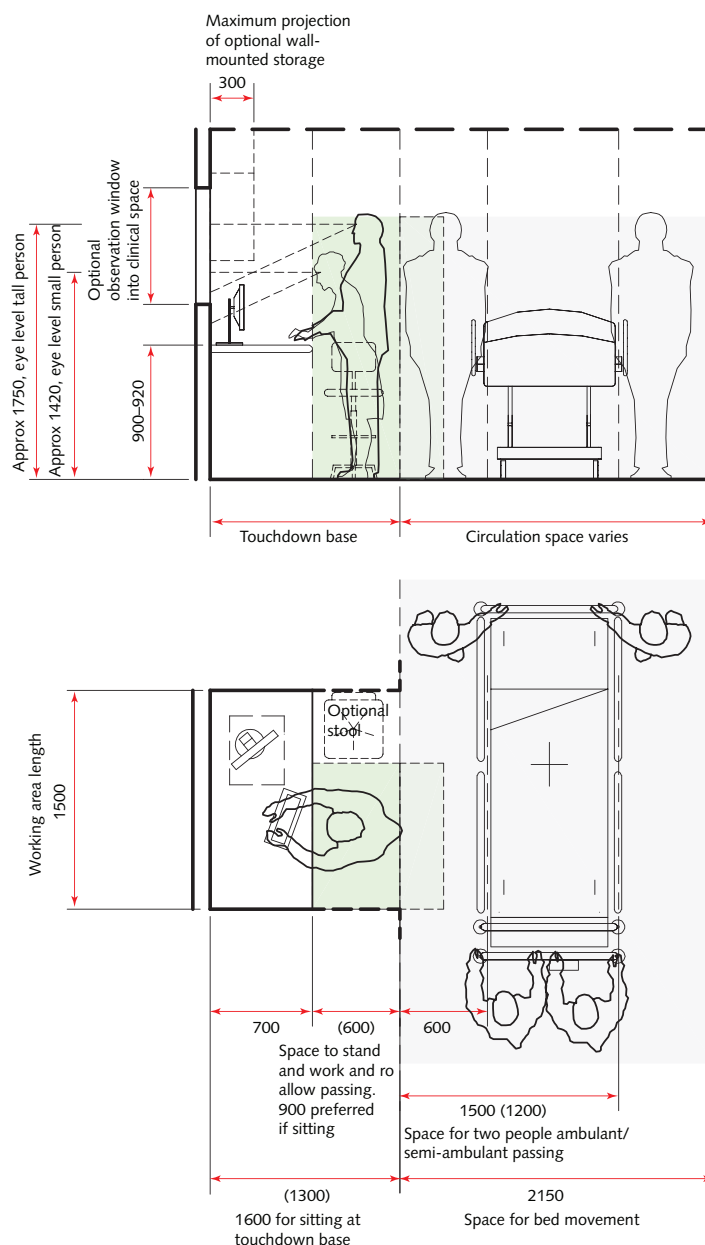 Maximum projection
of optional wall-
mounted storage
300
Approx 1750, eye level tall person
Approx 1420, eye level small person
Optional
observation window
into clinical space
900–920
Touchdown base
Circulation space varies
Working area length
1500
Optional
stool
700
(600)
600
Space to stand
and work and ro
allow passing.
900 preferred
if sitting
1500 (1200)
Space for two people ambulant/
semi-ambulant passing
(1300)
2150
1600 for sitting at
touchdown base
Space for bed movement